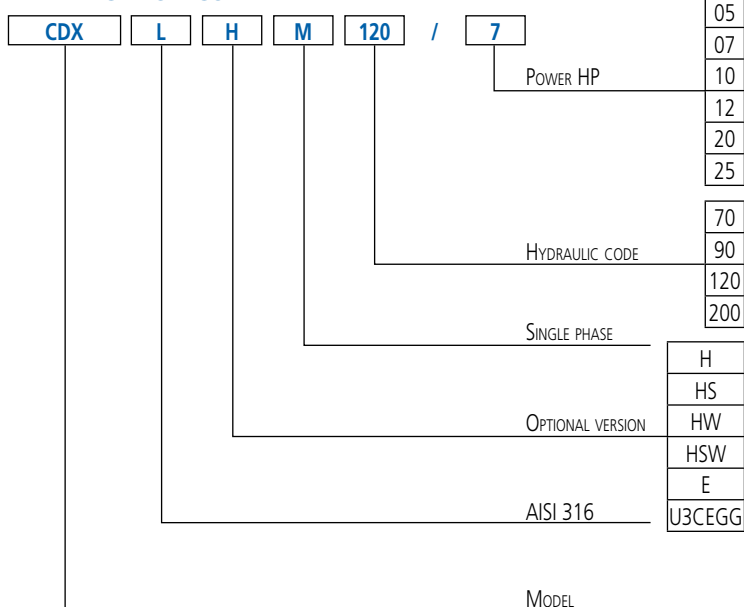 CDX L H M 120 / 7
05
07
Power HP 10
12
20
25
70
Hydraulic code 90
120
200
Single phase
H
HS
Optional version HW
HSW
E
AISI 316 U3CEGG
Model